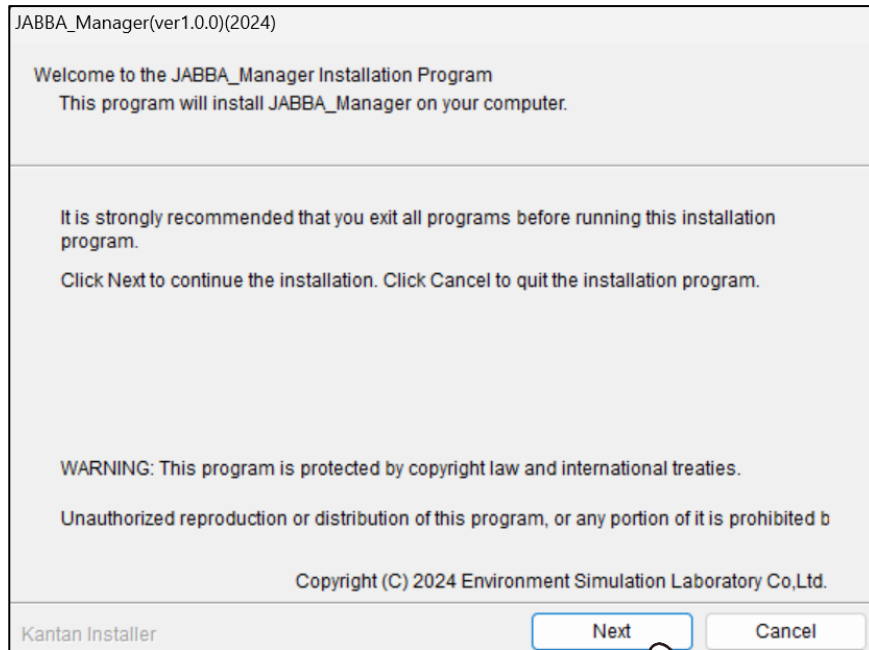 JABBA_Manager(ver1.0.0)(2024)
Welcome to the JABBA_Manager Installation Program
This program will install JABBA_Manager on your computer.
It is strongly recommended that you exit all programs before running this installation
program.
Click Next to continue the installation. Click Cancel to quit the installation program.
WARNING: This program is protected by copyright law and international treaties.
Unauthorized reproduction or distribution of this program, or any portion of it is prohibited b
Copyright (C) 2024 Environment Simulation Laboratory Co,Ltd.
Kantan Installer
Next
Cancel